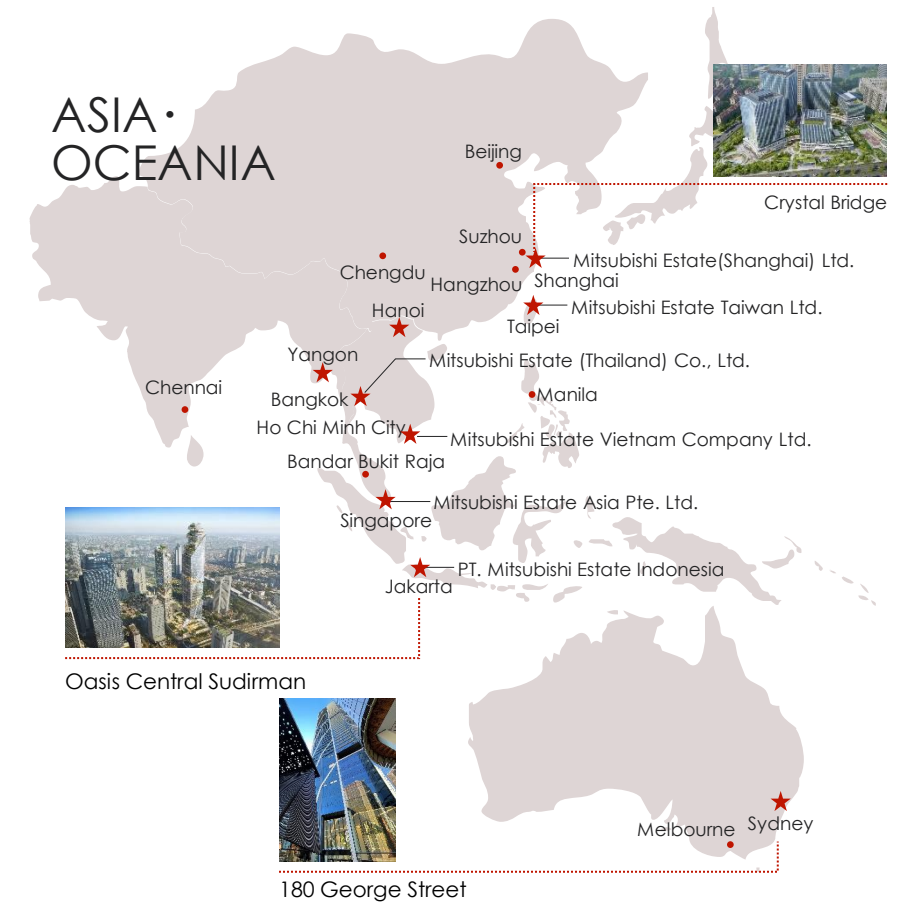 ASIA・
OCEANIA
Beijing
Crystal Bridge
Suzhou
Mitsubishi Estate(Shanghai) Ltd.
Chengdu
Hangzhou
Shanghai
Hanoi
Mitsubishi Estate Taiwan Ltd.
Taipei
Yangon
Mitsubishi Estate (Thailand) Co., Ltd.
Chennai
Bangkok
Manila
Ho Chi Minh City
Mitsubishi Estate Vietnam Company Ltd.
Bandar Bukit Raja
Mitsubishi Estate Asia Pte. Ltd.
Singapore
PT. Mitsubishi Estate Indonesia
Jakarta
Oasis Central Sudirman
Melbourne
Sydney
180 George Street